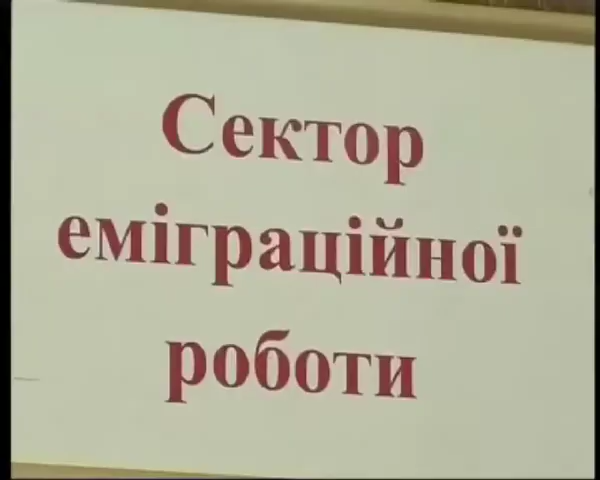 Сектор
еміграційної
роботи